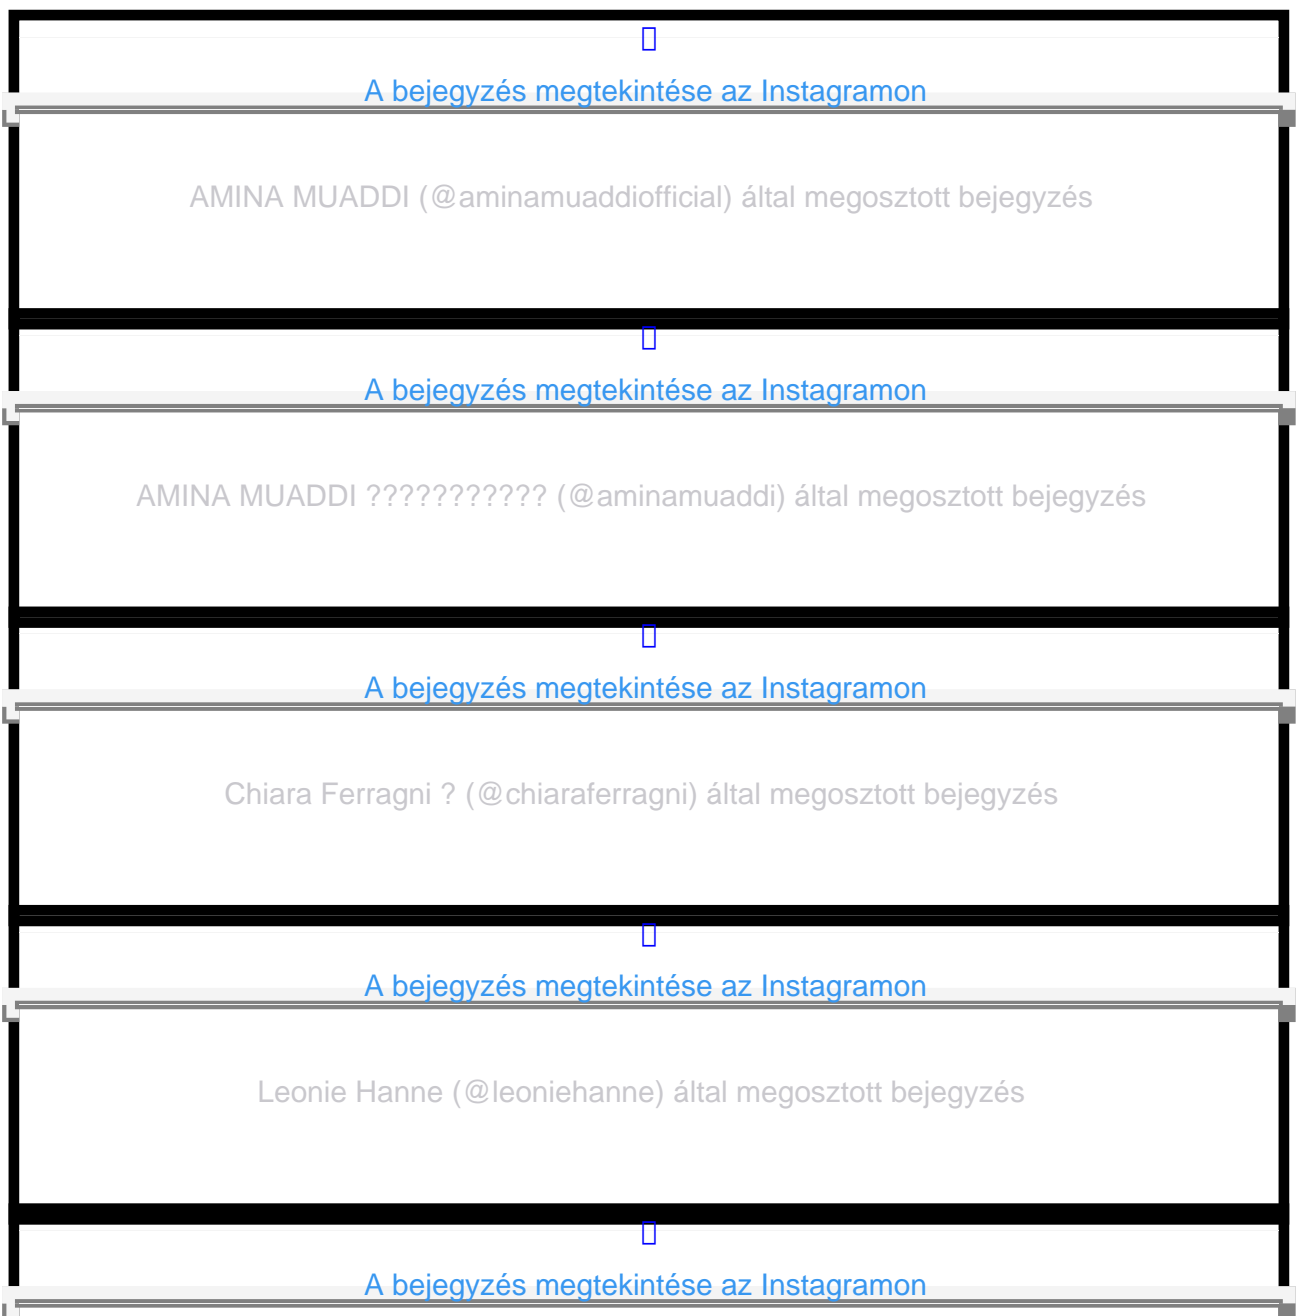 A bejegyzés megtekintése az Instagramon
AMINA MUADDI (@aminamuaddiofficial) által megosztott bejegyzés
A bejegyzés megtekintése az Instagramon
AMINA MUADDI ??????????? (@aminamuaddi) által megosztott bejegyzés
A bejegyzés megtekintése az Instagramon
Chiara Ferragni ? (@chiaraferragni) által megosztott bejegyzés
A bejegyzés megtekintése az Instagramon
Leonie Hanne (@leoniehanne) által megosztott bejegyzés
A bejegyzés megtekintése az Instagramon